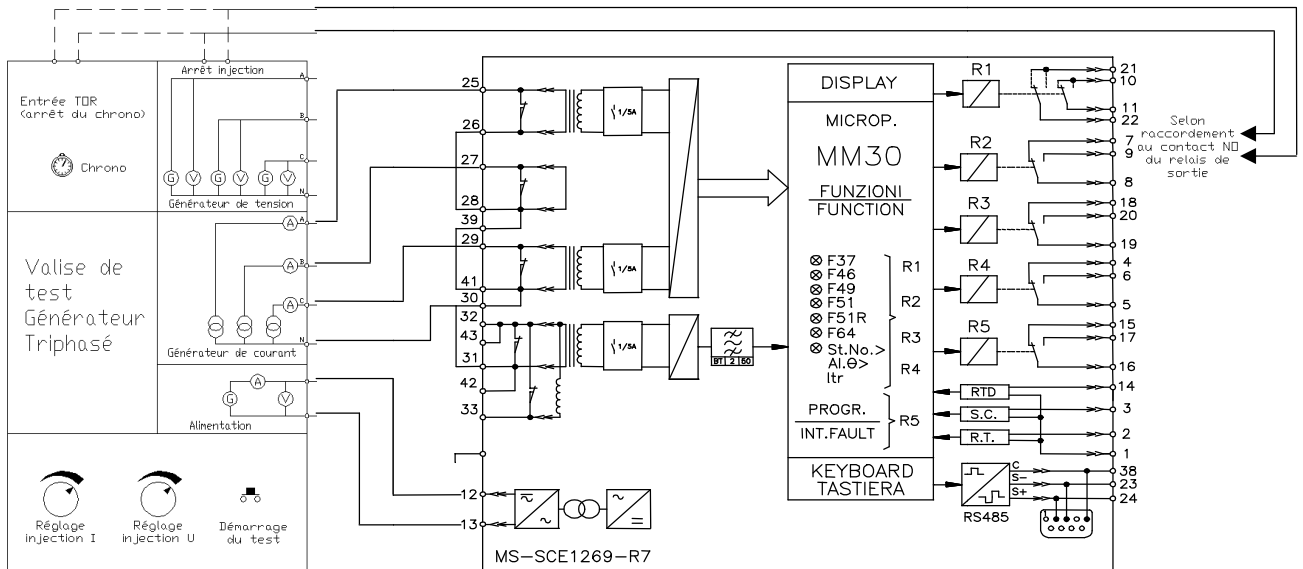 Arrêt injection
A
Entrée TOR
(arrêt du chrono)
B
Chrono
C
G V G V G V
N
Générateur de tension
A
A
Valise de
test
Générateur
Triphasé
A
B
A
C
N
Générateur de courant
A
G
V
Alimentation
Réglage
injection I
Réglage
injection U
Démarrage
du test
25
26
27
28
39
29
41
30
32
43
31
42
33
12
13
1/5A
1/5A
1/5A
BT 2 50
MS-SCE1269-R7
DISPLAY
MICROP.
MM30
FUNZIONI
FUNCTION
F37
F46
F49
F51
F51R
F64
St.No.>
Al.θ>
Itr
R1
R2
R3
R4
PROGR.
INT.FAULT
R5
KEYBOARD
TASTIERA
R1
R2
R3
R4
R5
RTD
S.C.
R.T.
C
S-
S+
RS485
21
10
11
22
7
9
8
18
20
19
4
6
5
15
17
16
14
3
2
1
38
23
24
Selon
raccordement
au contact NO
du relais de
sortie